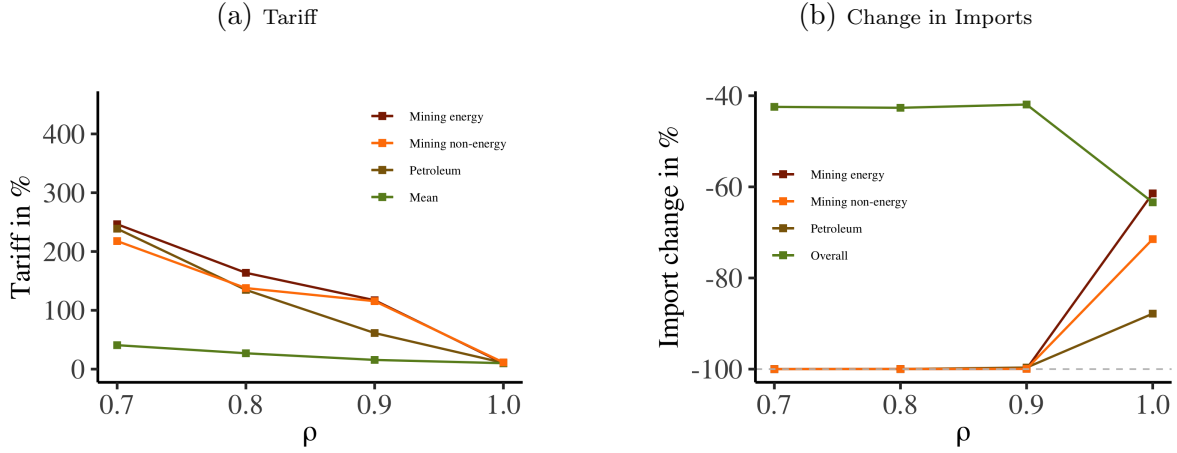 (a) Tariff
400
300
200
100
0
Tariff in %
Mining energy
Mining non-energy
Petroleum
Mean
0.7 0.8 0.9 1.0
ρ
(b) Change in Imports
-40
-60
-80
-100
Import change in %
Mining energy
Mining non-energy
Petroleum
Overall
0.7 0.8 0.9 1.0
ρ